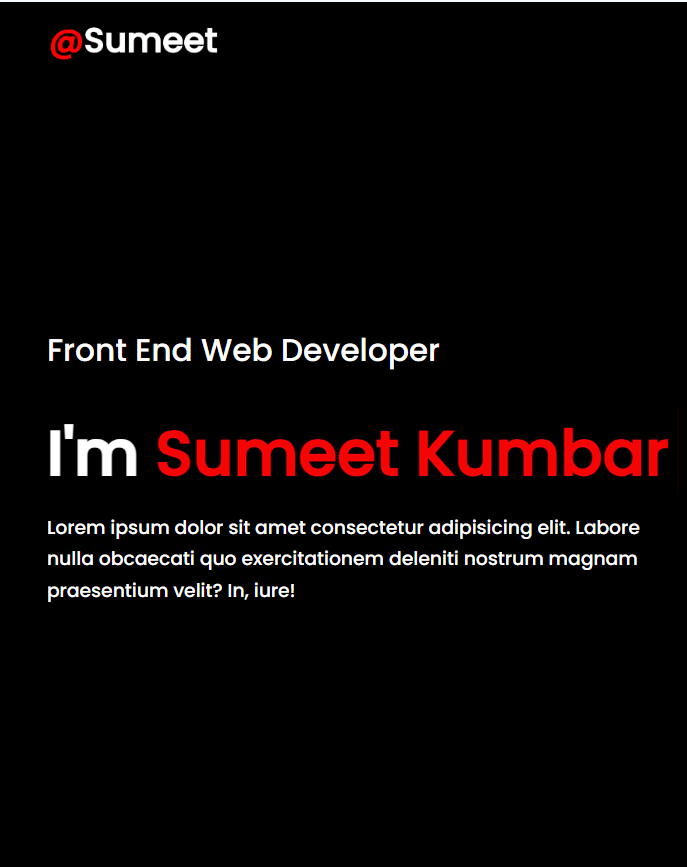 @Sumeet
Front End Web Developer
I'm Sumeet Kumbar
Lorem ipsum dolor sit amet consectetur adipisicing elit. Labore
nulla obcaecati quo exercitationem deleniti nostrum magnam
praesentium velit? In, iure!